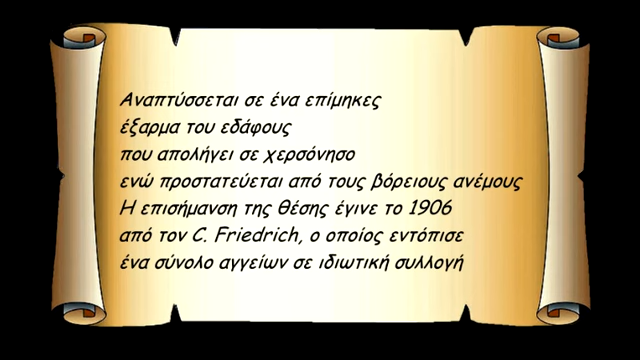 Αναπτύσσεται σε ένα επίμηκες
έξαρμα του εδάφους
που απολήγει σε χερσόνησο
ενώ προστατεύεται από τους βόρειους ανέμους
Η επισήμανση της θέσης έγινε το 1906
από τον C. Friedrich, ο οποίος εντόπισε
ένα σύνολο αγγείων σε ιδιωτική συλλογή